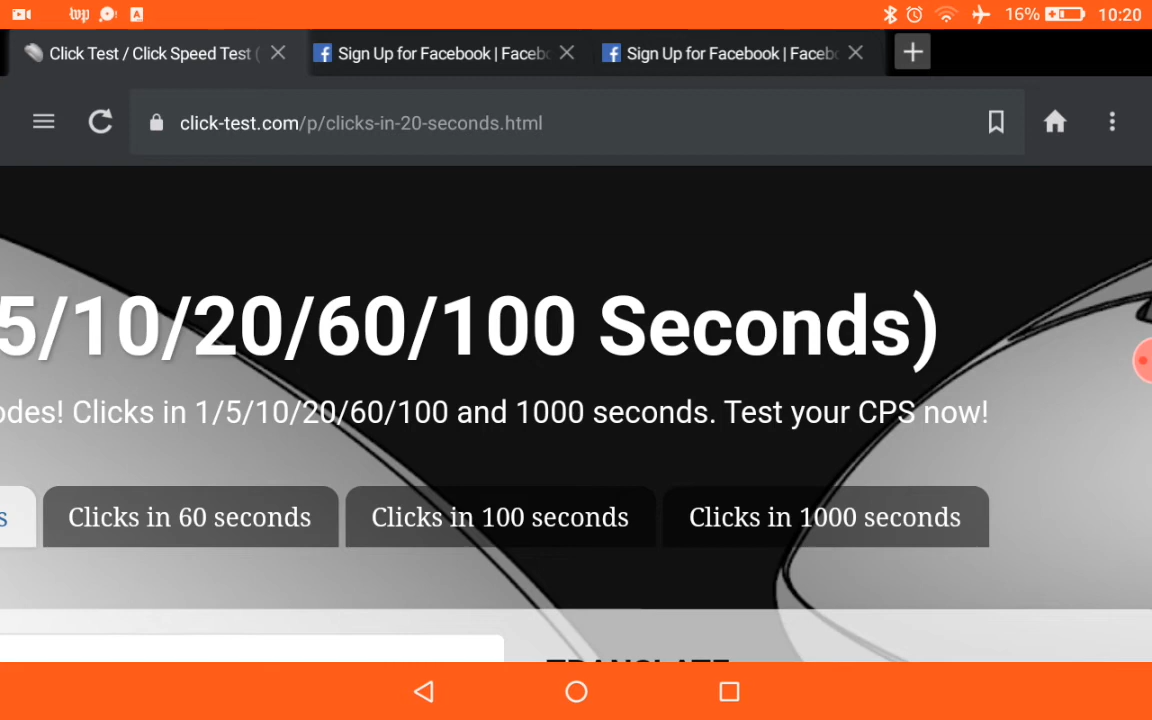 16% 10:20
Click Test / Click Speed Test (
Sign Up for Facebook | Facebo
Sign Up for Facebook | Facebo
click-test.com/p/clicks-in-20-seconds.html
5/10/20/60/100 Seconds)
odes! Clicks in 1/5/10/20/60/100 and 1000 seconds. Test your CPS now!
s
Clicks in 60 seconds
Clicks in 100 seconds
Clicks in 1000 seconds
TRANSLATE